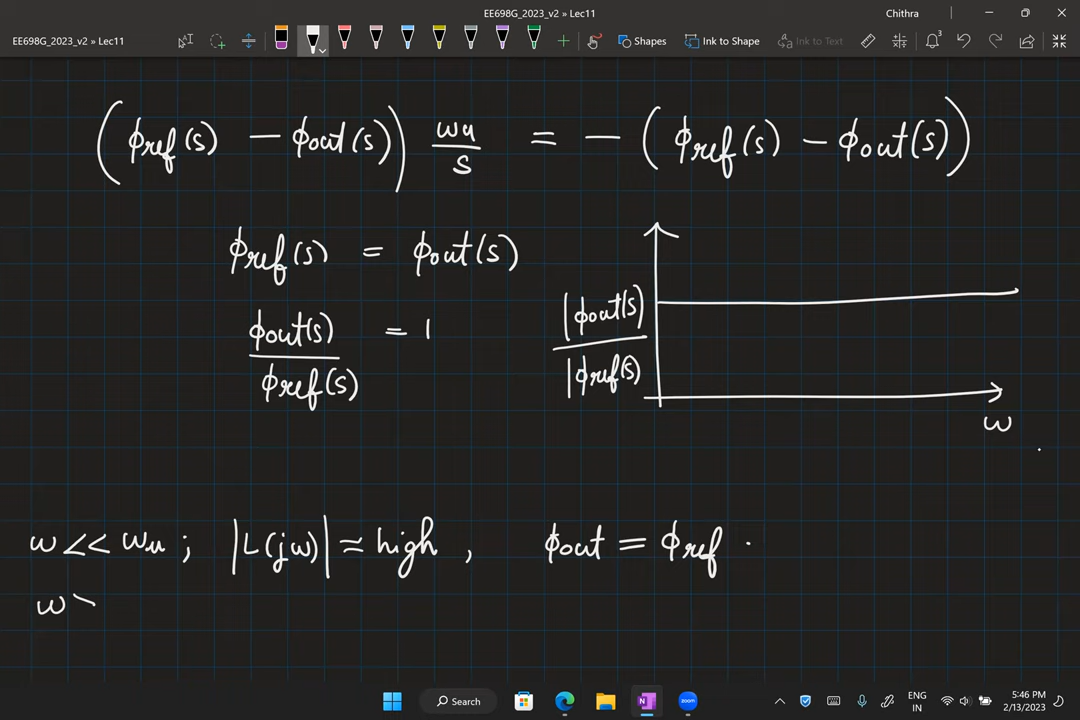 EE698G_2023_v2 » Lec11
Chithra
EE698G_2023_v2 » Lec11
Shapes
Ink to Shape
Ink to Text
3
(ϕref(s) − ϕout(s)) ωu/s = −(ϕref(s) − ϕout(s))
ϕref(s) = ϕout(s)
ϕout(s)/ϕref(s) = 1
|ϕout(s)/|ϕref(s)
ω
ω << ωu ; |L(jω)| ≈ high , ϕout = ϕref .
ω >
Search
zoom
ENG
IN
5:46 PM
2/13/2023